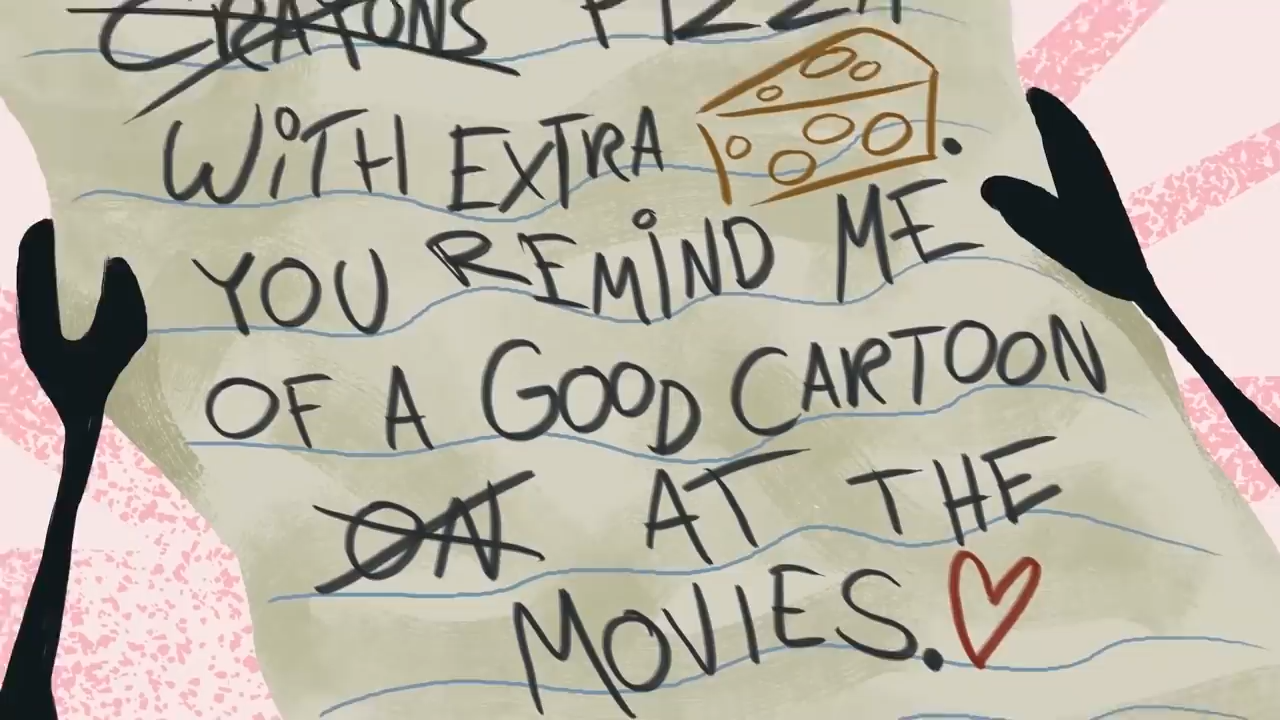 CRAYONS PIZZA
WiTH EXTRA .
YOU REMiND ME
OF A GOOD CARTOON
ON AT THE
MOVIES.